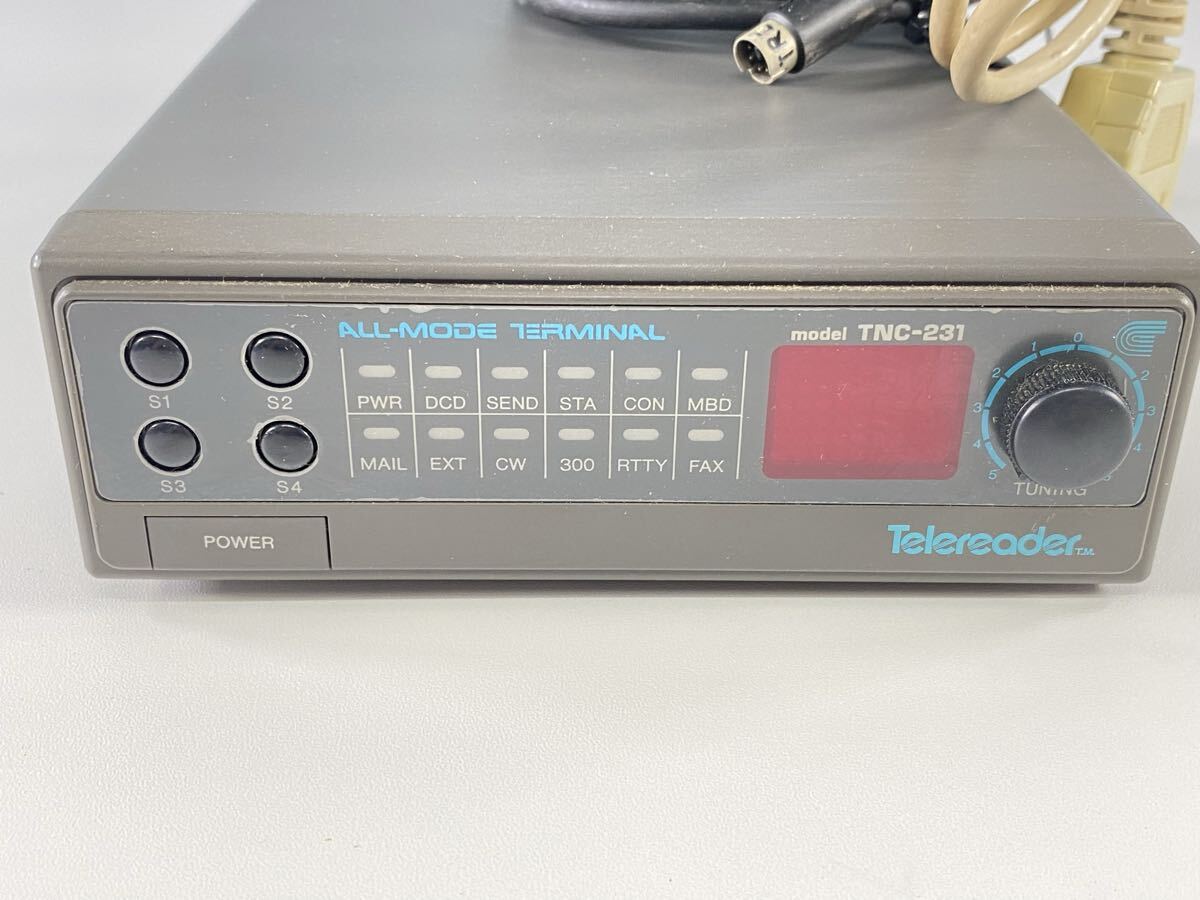 TRL
ALL-MODE TERMINAL
model TNC-231
S1 S2
S3 S4
PWR DCD SEND STA CON MBD
MAIL EXT CW 300 RTTY FAX
5 4 3 2 1 0 2 3 4
TUNING
POWER
Telereader T.M.